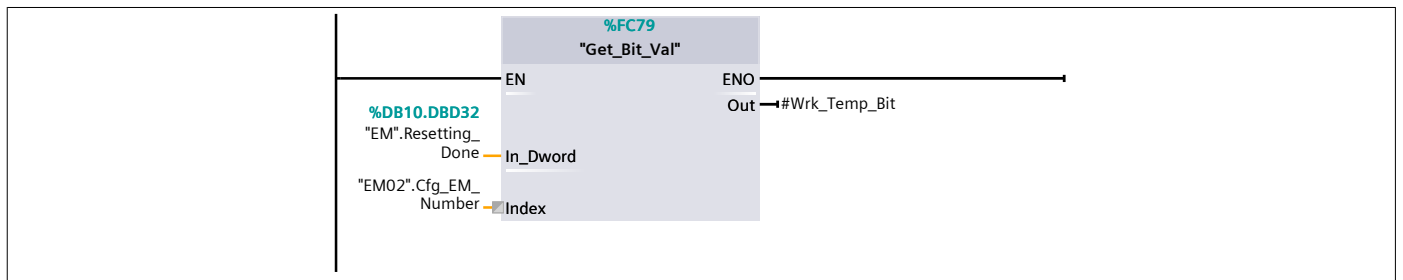 %FC79
"Get_Bit_Val"
EN
ENO
Out
#Wrk_Temp_Bit
%DB10.DBD32
"EM".Resetting_
Done
In_Dword
"EM02".Cfg_EM_
Number
Index